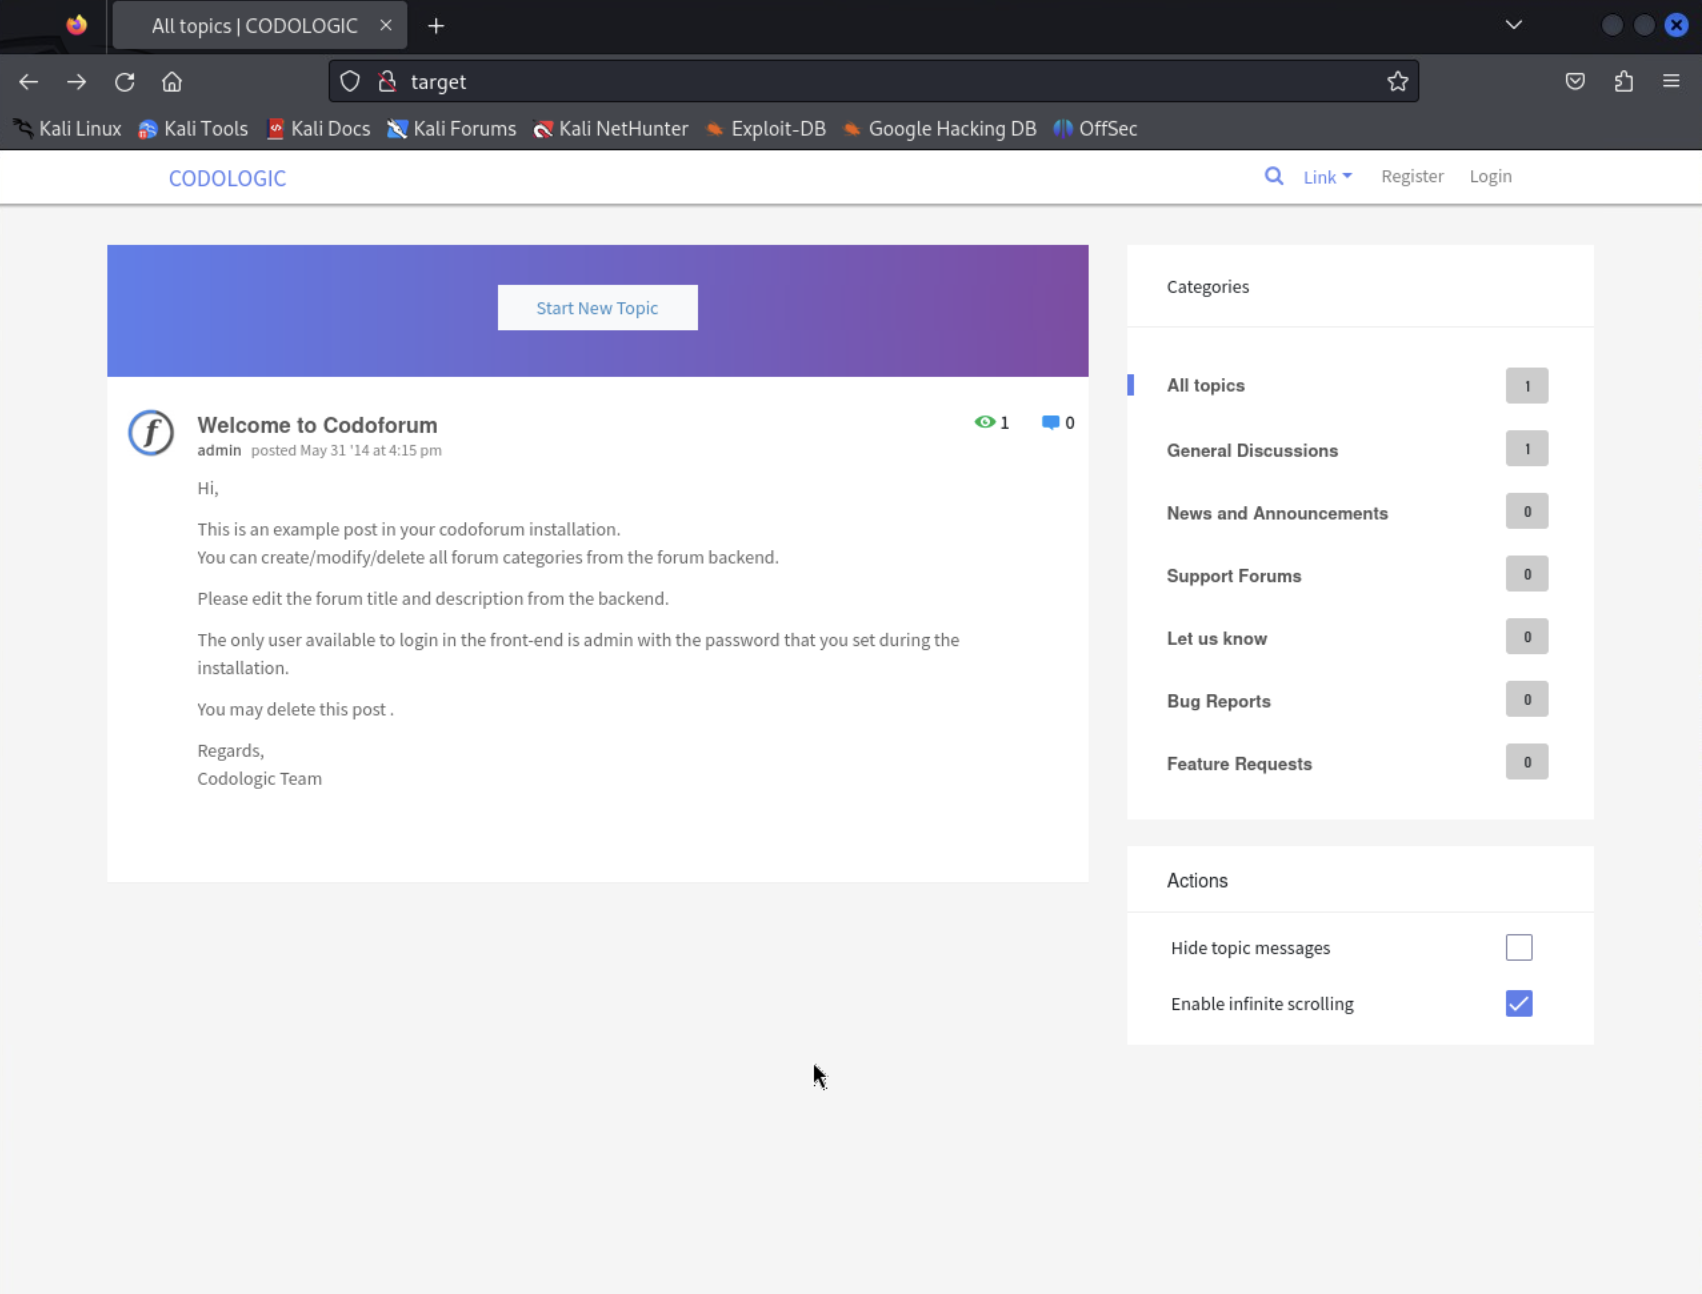 All topics | CODOLOGIC
target
Kali Linux Kali Tools Kali Docs Kali Forums Kali NetHunter Exploit-DB Google Hacking DB OffSec
CODOLOGIC Link Register Login
Start New Topic
Welcome to Codoforum 1 0
admin posted May 31 '14 at 4:15 pm
Hi,
This is an example post in your codoforum installation.
You can create/modify/delete all forum categories from the forum backend.
Please edit the forum title and description from the backend.
The only user available to login in the front-end is admin with the password that you set during the
installation.
You may delete this post .
Regards,
Codologic Team
Categories
All topics 1
General Discussions 1
News and Announcements 0
Support Forums 0
Let us know 0
Bug Reports 0
Feature Requests 0
Actions
Hide topic messages
Enable infinite scrolling